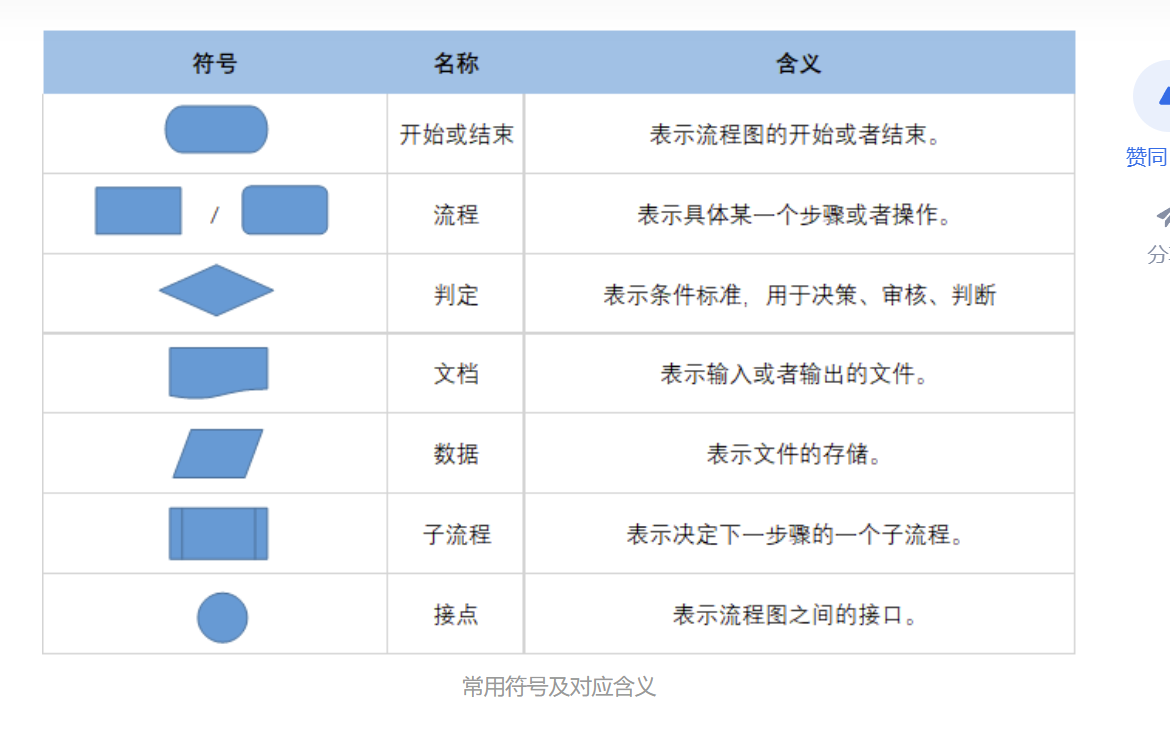 符号 名称 含义
开始或结束 表示流程图的开始或者结束。
/ 流程 表示具体某一个步骤或者操作。
判定 表示条件标准，用于决策、审核、判断
文档 表示输入或者输出的文件。
数据 表示文件的存储。
子流程 表示决定下一步骤的一个子流程。
接点 表示流程图之间的接口。
常用符号及对应含义
赞同
分